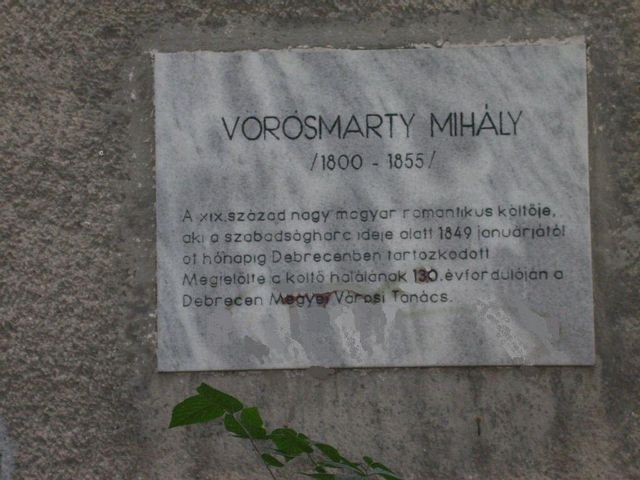 VÖRÖSMARTY MIHÁLY
/1800 - 1855/
A XIX. század nagy magyar romantikus költője,
aki a szabadságharc ideje alatt 1849 januárjától
öt hónapig Debrecenben tartózkodott
Megjelölte a költő halálának 130. évfordulóján a
Debrecen Megyei Városi Tanács.